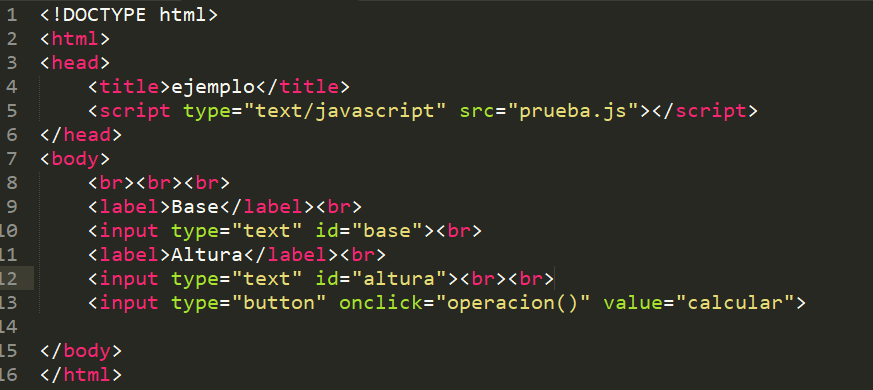 1 <!DOCTYPE html>
2 <html>
3 <head>
4     <title>ejemplo</title>
5     <script type="text/javascript" src="prueba.js"></script>
6 </head>
7 <body>
8     <br><br><br>
9     <label>Base</label><br>
10     <input type="text" id="base"><br>
11     <label>Altura</label><br>
12     <input type="text" id="altura"><br><br>
13     <input type="button" onclick="operacion()" value="calcular">
14
15 </body>
16 </html>